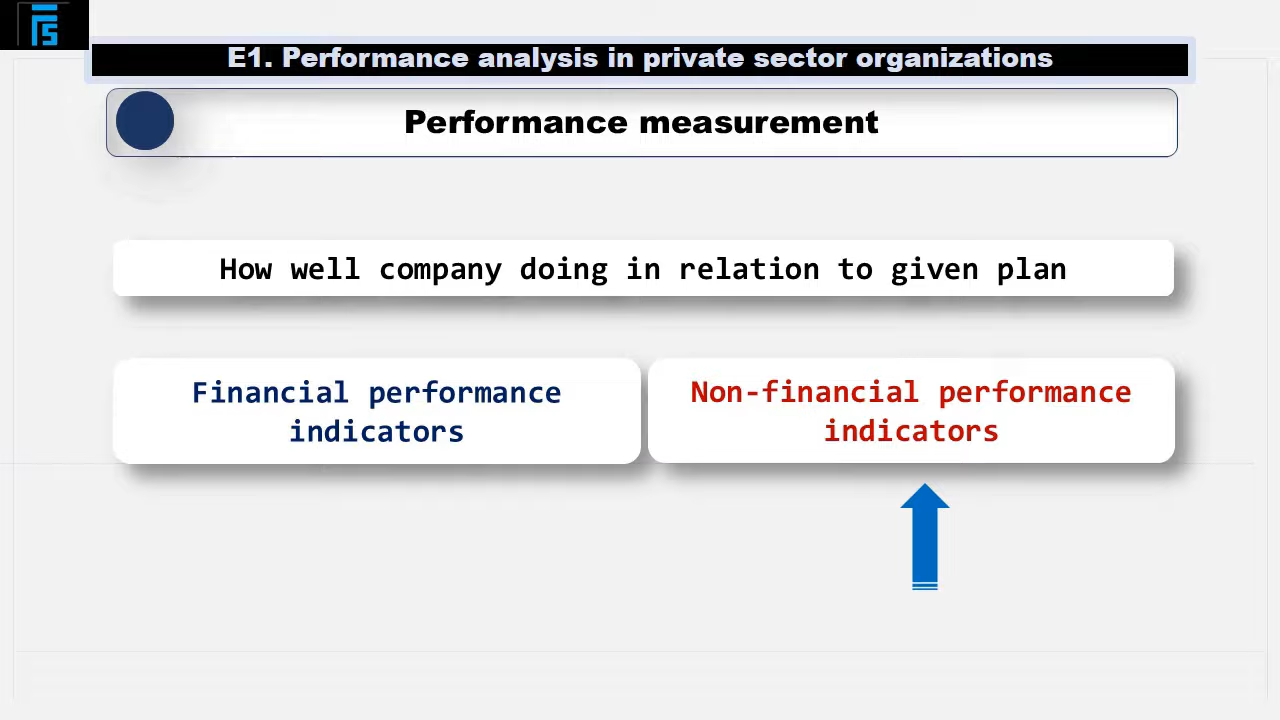 E1. Performance analysis in private sector organizations
Performance measurement
How well company doing in relation to given plan
Financial performance
indicators
Non-financial performance
indicators